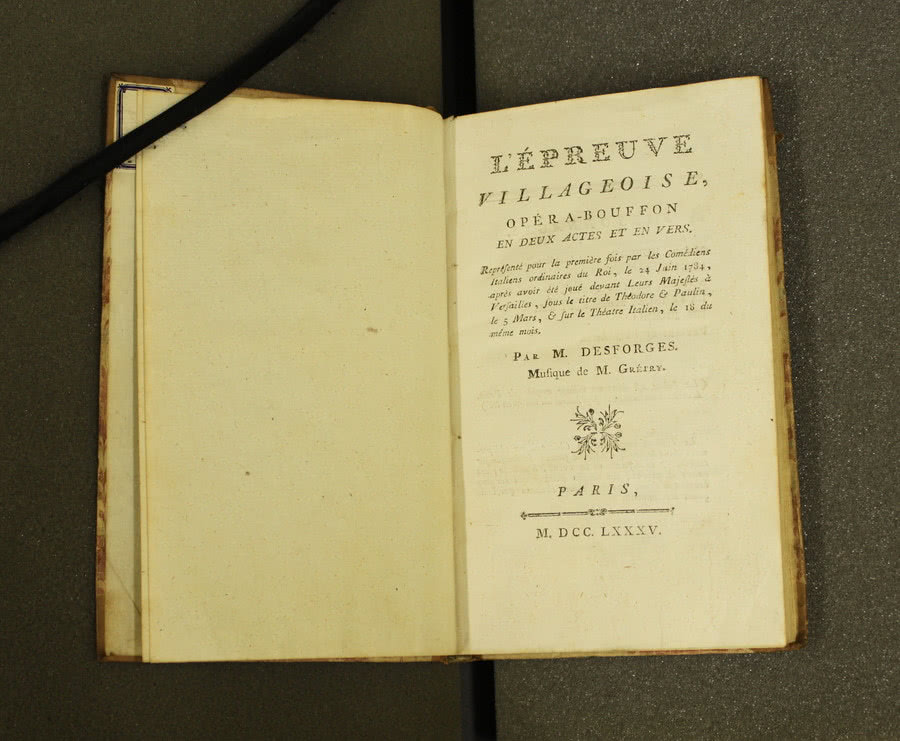 L'ÉPREUVE
VILLAGEOISE,
OPÉRA-BOUFFON
EN DEUX ACTES ET EN VERS.
Repréſenté pour la première fois par les Comédiens
Italiens ordinaires du Roi, le 24 Juin 1784,
après avoir été joué devant Leurs Majeſtés à
Verſailles, ſous le titre de Théodore & Paulin,
le 5 Mars, & ſur le Théatre Italien, le 18 du
même mois.
PAR M. DESFORGES.
Muſique de M. GRÉTRY.
PARIS,
M. DCC. LXXXV.